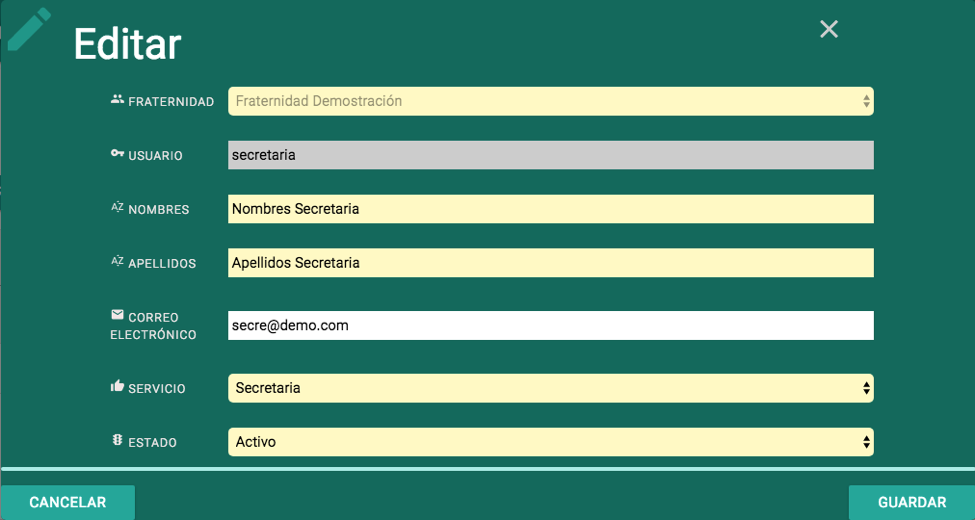 Editar
FRATERNIDAD Fraternidad Demostración
USUARIO secretaria
NOMBRES Nombres Secretaria
APELLIDOS Apellidos Secretaria
CORREO
ELECTRÓNICO secre@demo.com
SERVICIO Secretaria
ESTADO Activo
CANCELAR GUARDAR